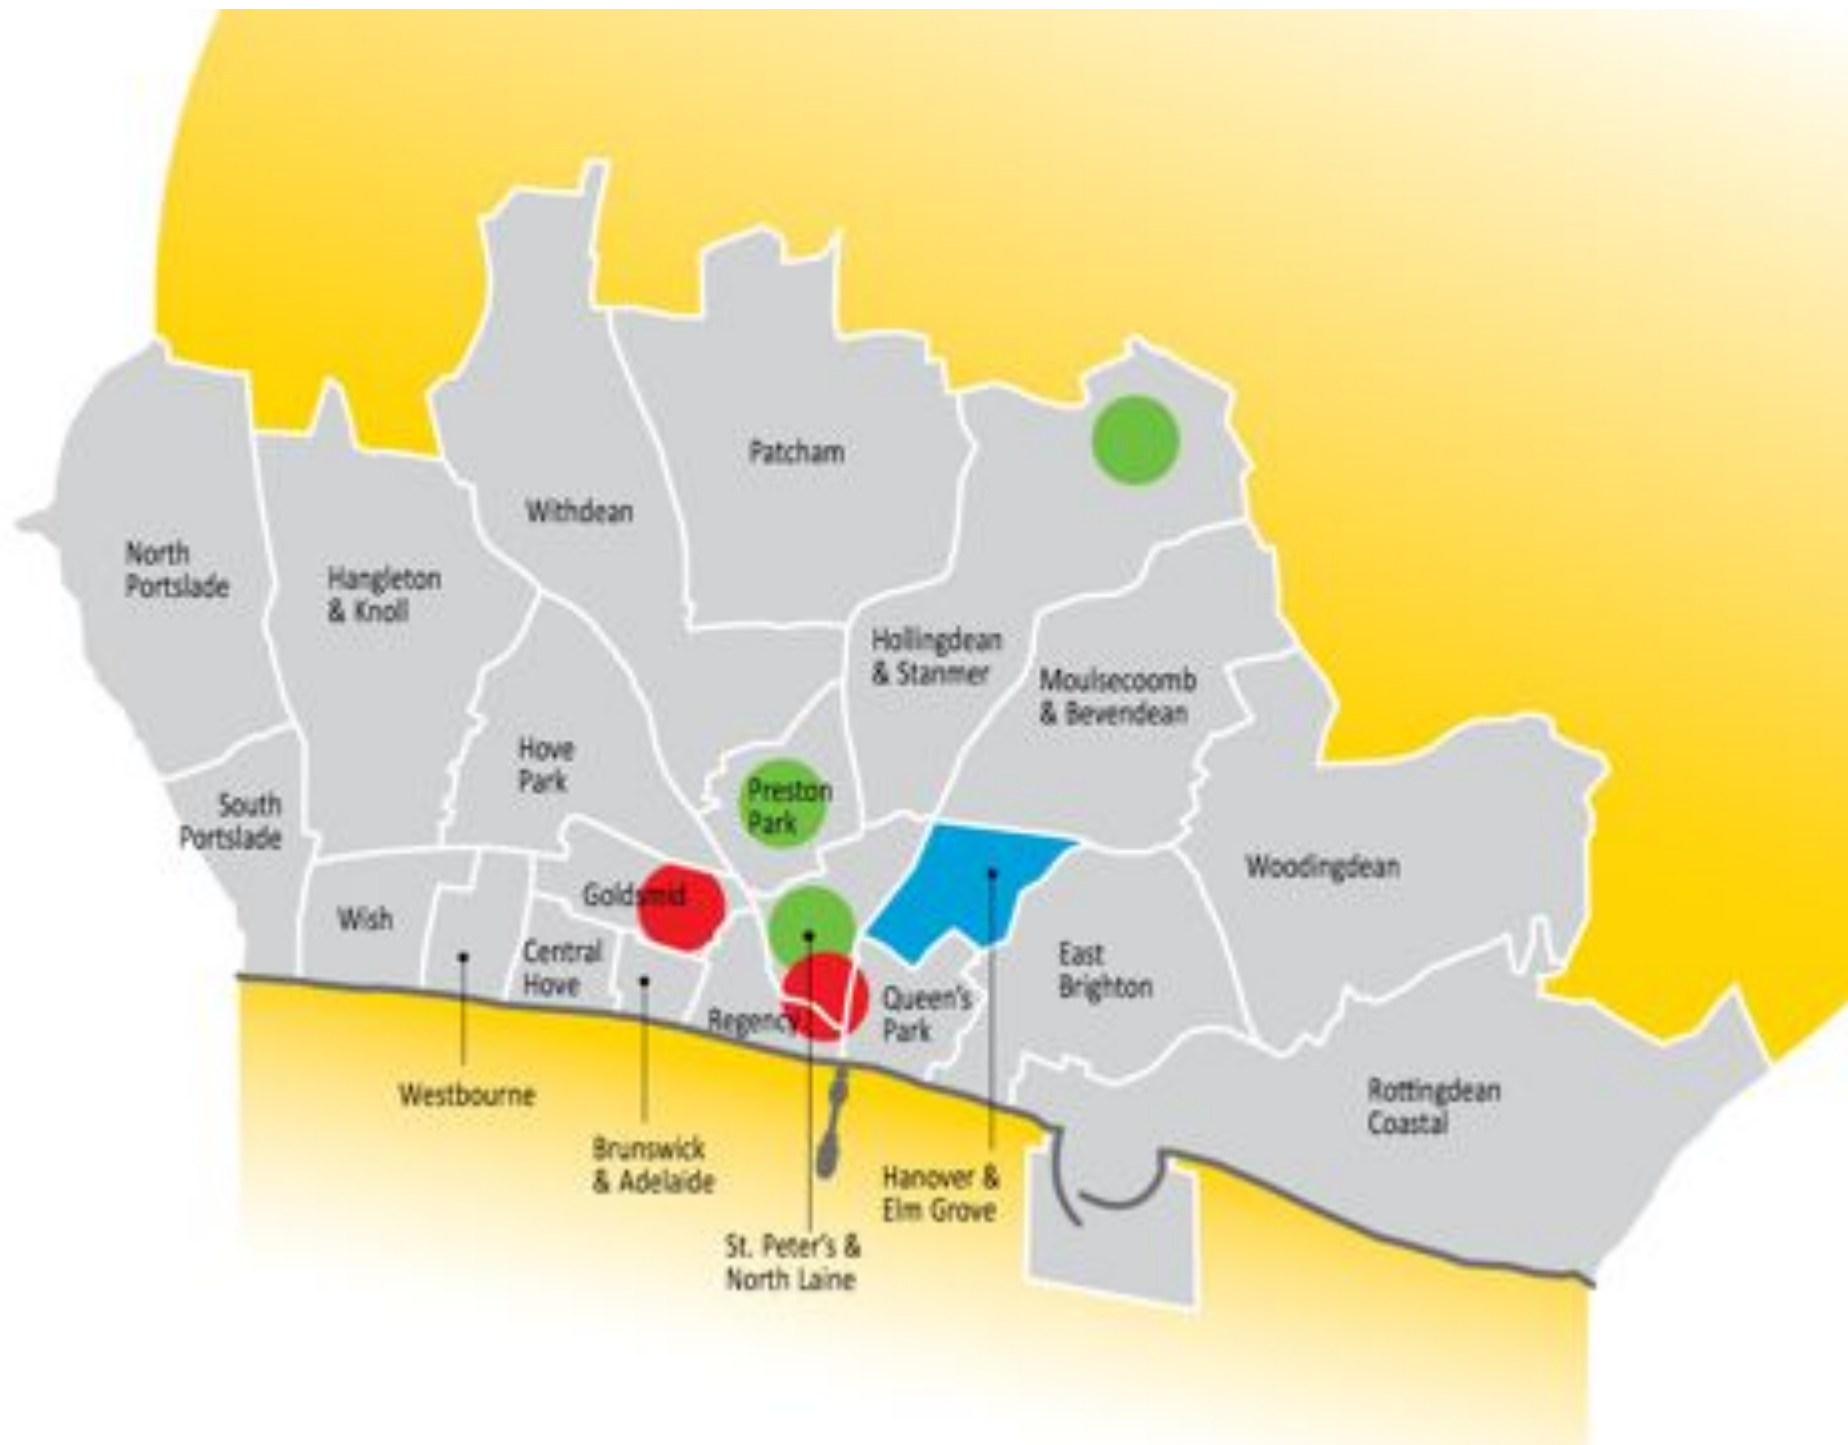 Patcham
Withdean
North
Portslade
Hangleton
& Knoll
Hollingdean
& Stanmer
Moulsecoomb
& Bevendean
Hove
Park
Preston
Park
South
Portslade
Woodingdean
Goldsmid
Wish
Central
Hove
East
Brighton
Queen's
Park
Regency
Westbourne
Rottingdean
Coastal
Brunswick
& Adelaide
Hanover &
Elm Grove
St. Peter's &
North Laine